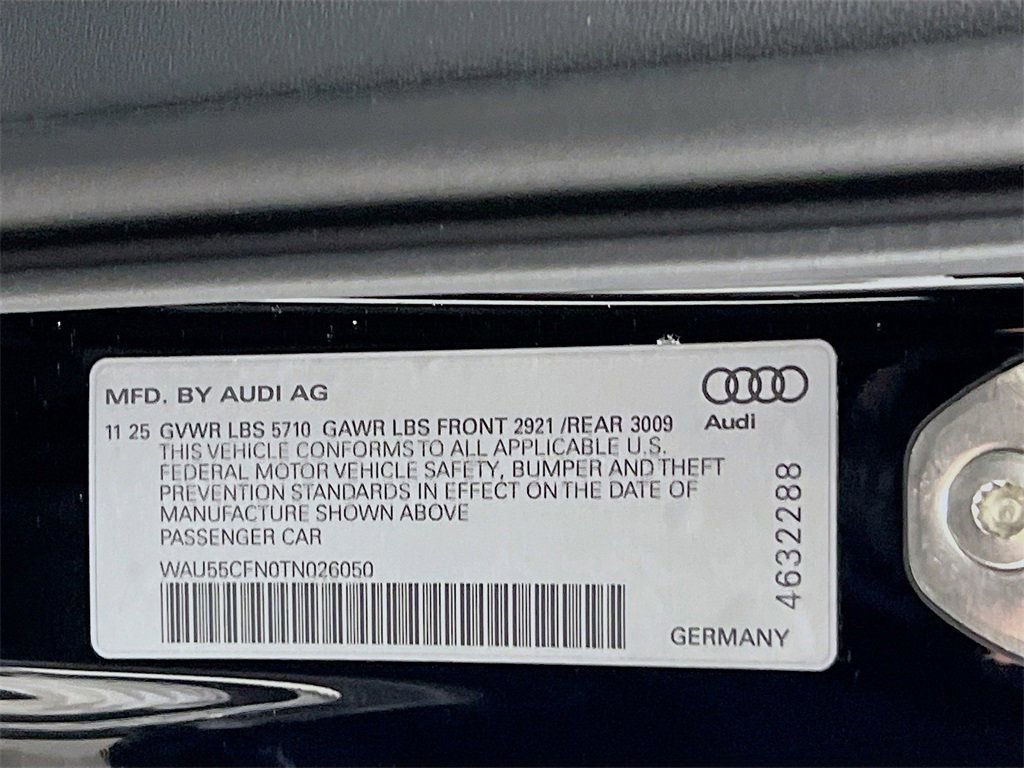 MFD. BY AUDI AG
Audi
11 25 GVWR LBS 5710 GAWR LBS FRONT 2921 /REAR 3009
THIS VEHICLE CONFORMS TO ALL APPLICABLE U.S.
FEDERAL MOTOR VEHICLE SAFETY, BUMPER AND THEFT
PREVENTION STANDARDS IN EFFECT ON THE DATE OF
MANUFACTURE SHOWN ABOVE
PASSENGER CAR
WAU55CFN0TN026050
4632288
GERMANY